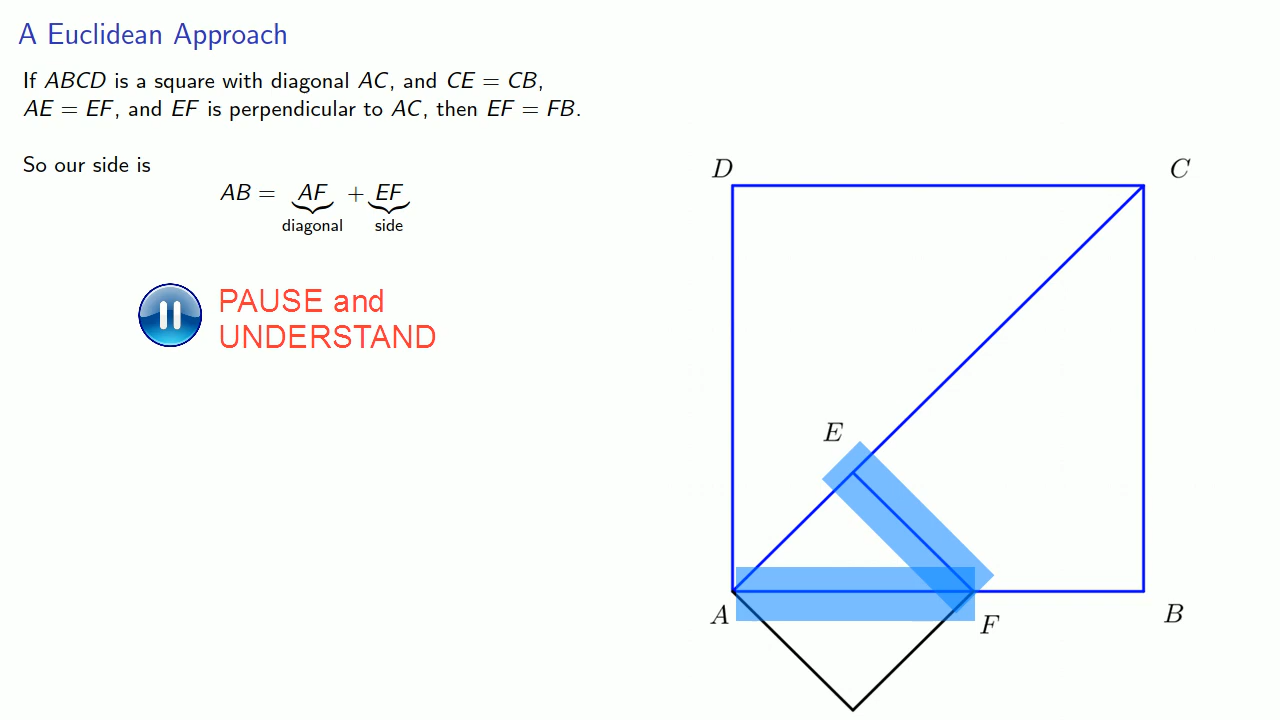 A Euclidean Approach
If ABCD is a square with diagonal AC, and CE = CB,
AE = EF, and EF is perpendicular to AC, then EF = FB.
So our side is
AB = AF + EF
diagonal side
PAUSE and
UNDERSTAND
D C
E
A F B